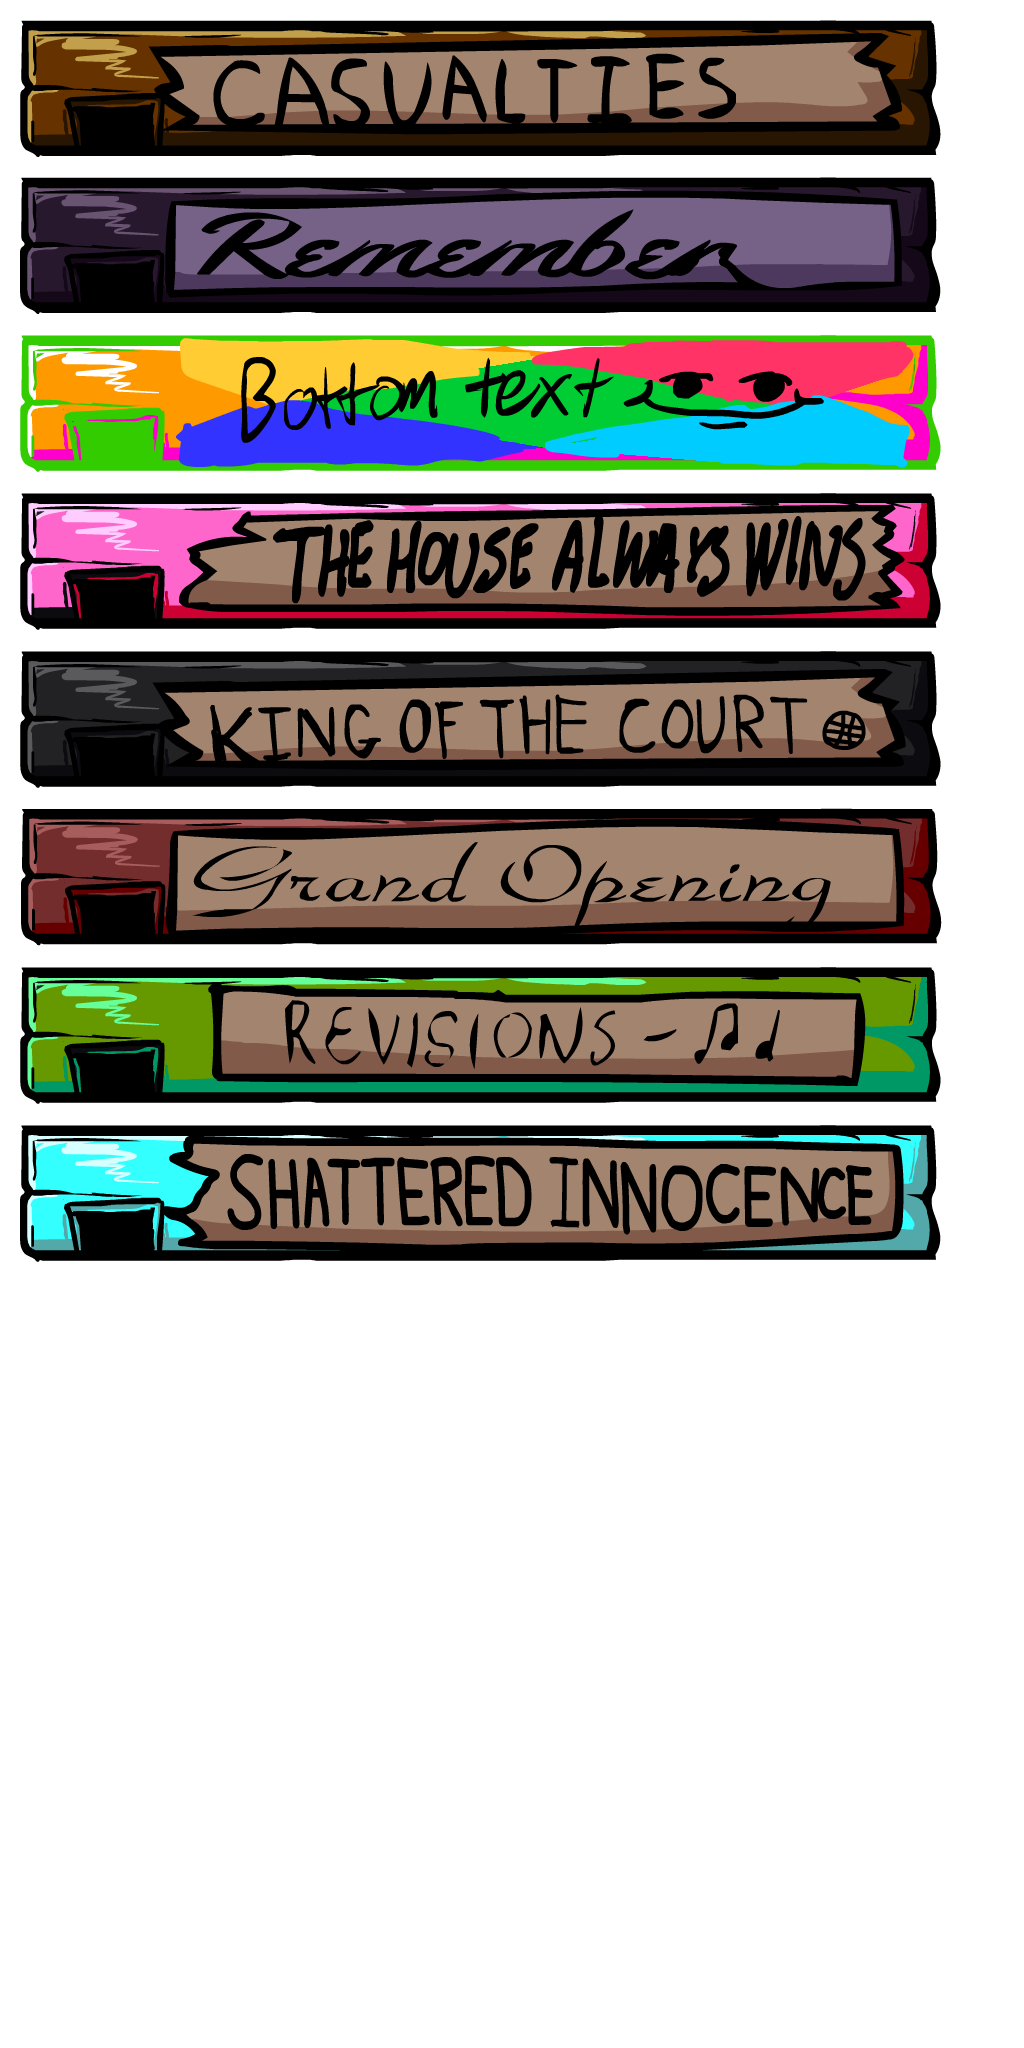 CASUALTIES
Remember
Bottom text
THE HOUSE ALWAYS WINS
KING OF THE COURT
Grand Opening
REVISIONS - ♫♩
SHATTERED INNOCENCE